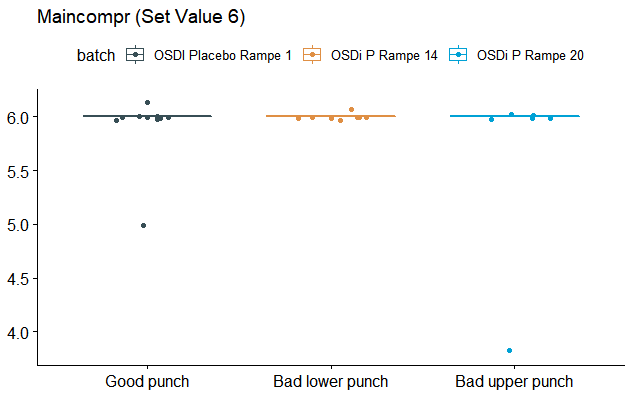 Maincompr (Set Value 6)
batch OSDI Placebo Rampe 1 OSDi P Rampe 14 OSDi P Rampe 20
6.0
5.5
5.0
4.5
4.0
Good punch Bad lower punch Bad upper punch